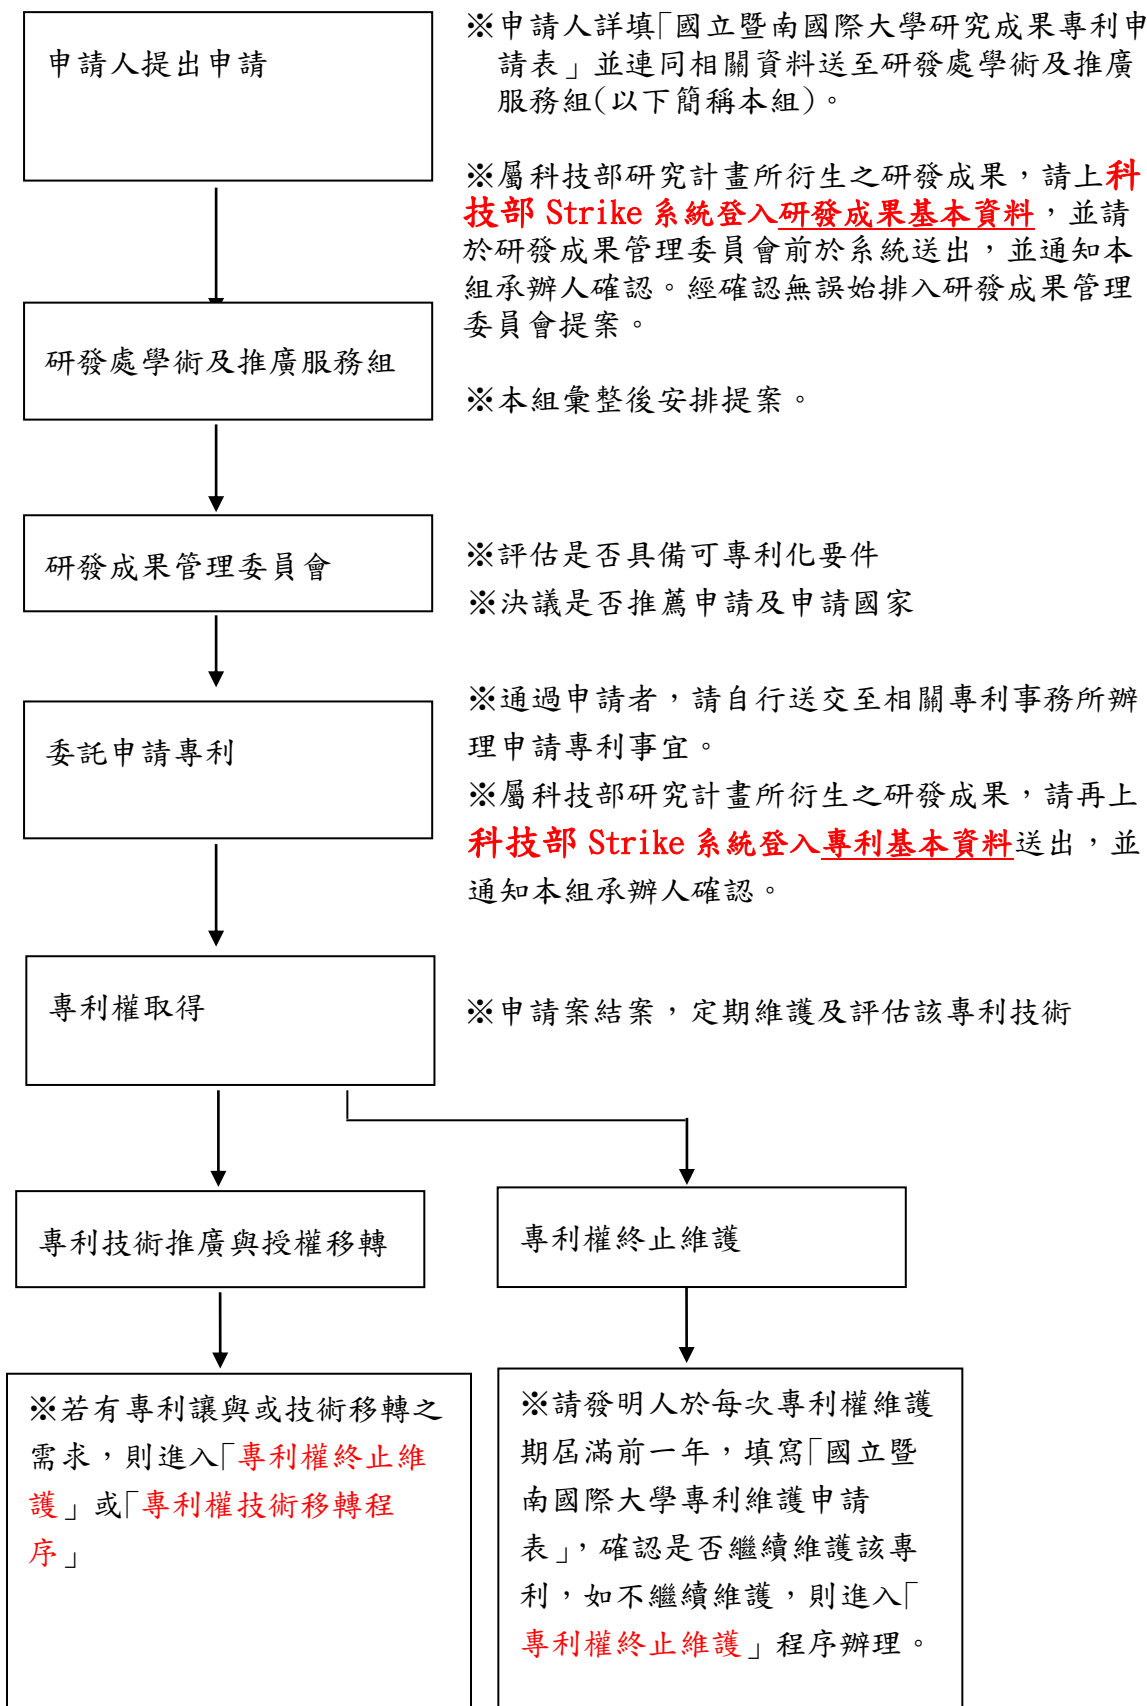 申請人提出申請
※申請人詳填「國立暨南國際大學研究成果專利申
請表」並連同相關資料送至研發處學術及推廣
服務組(以下簡稱本組)。
※屬科技部研究計畫所衍生之研發成果，請上科
技部 Strike 系統登入研發成果基本資料，並請
於研發成果管理委員會前於系統送出，並通知本
組承辦人確認。經確認無誤始排入研發成果管理
委員會提案。
研發處學術及推廣服務組
※本組彙整後安排提案。
研發成果管理委員會
※評估是否具備可專利化要件
※決議是否推薦申請及申請國家
委託申請專利
※通過申請者，請自行送交至相關專利事務所辦
理申請專利事宜。
※屬科技部研究計畫所衍生之研發成果，請再上
科技部 Strike 系統登入專利基本資料送出，並
通知本組承辦人確認。
專利權取得
※申請案結案，定期維護及評估該專利技術
專利技術推廣與授權移轉
專利權終止維護
※若有專利讓與或技術移轉之
需求，則進入「專利權終止維
護」或「專利權技術移轉程
序」
※請發明人於每次專利權維護
期屆滿前一年，填寫「國立暨
南國際大學專利維護申請
表」，確認是否繼續維護該專
利，如不繼續維護，則進入「
專利權終止維護」程序辦理。